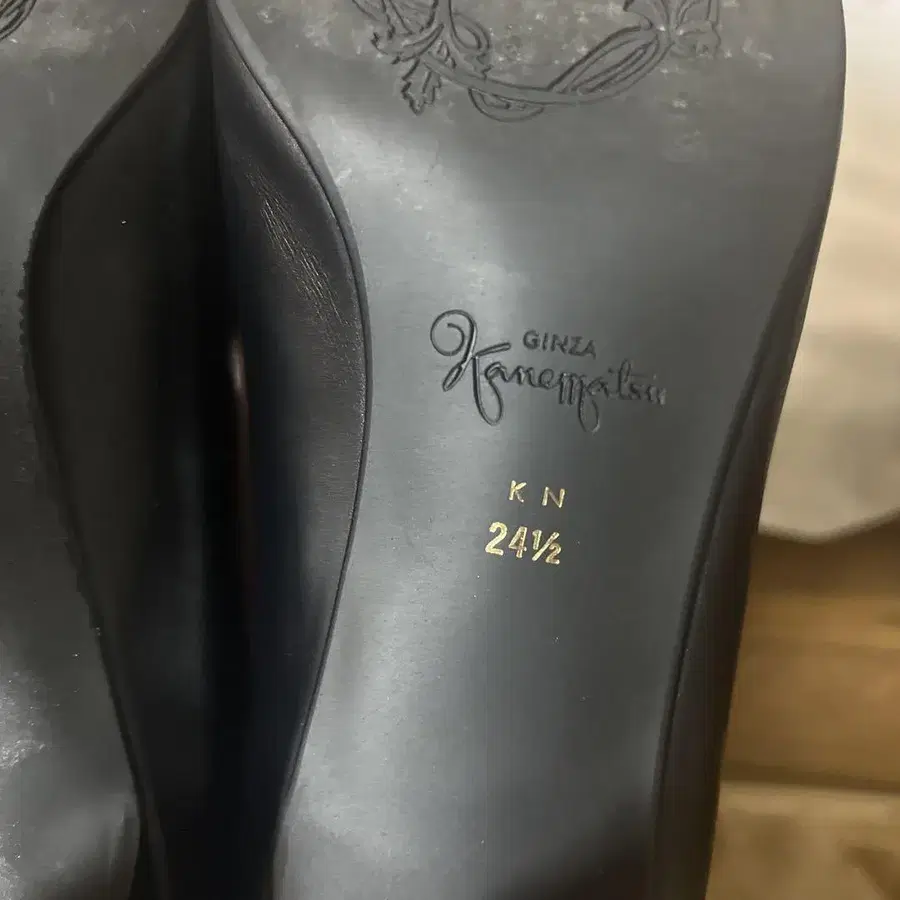 GINZA
Kanematsu
K N
24½